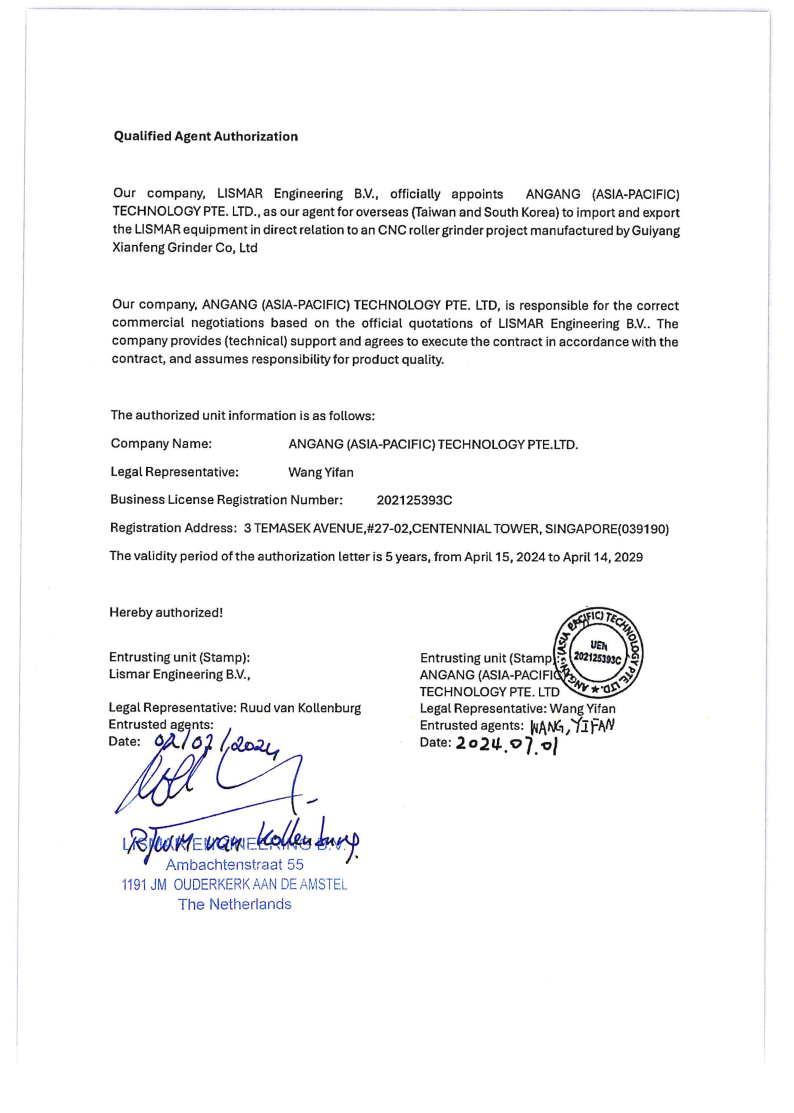 Qualified Agent Authorization
Our company, LISMAR Engineering B.V., officially appoints ANGANG (ASIA-PACIFIC)
TECHNOLOGY PTE. LTD., as our agent for overseas (Taiwan and South Korea) to import and export
the LISMAR equipment in direct relation to an CNC roller grinder project manufactured by Guiyang
Xianfeng Grinder Co, Ltd
Our company, ANGANG (ASIA-PACIFIC) TECHNOLOGY PTE. LTD, is responsible for the correct
commercial negotiations based on the official quotations of LISMAR Engineering B.V.. The
company provides (technical) support and agrees to execute the contract in accordance with the
contract, and assumes responsibility for product quality.
The authorized unit information is as follows:
Company Name: ANGANG (ASIA-PACIFIC) TECHNOLOGY PTE.LTD.
Legal Representative: Wang Yifan
Business License Registration Number: 202125393C
Registration Address: 3 TEMASEK AVENUE,#27-02,CENTENNIAL TOWER, SINGAPORE(039190)
The validity period of the authorization letter is 5 years, from April 15, 2024 to April 14, 2029
Hereby authorized!
Entrusting unit (Stamp):
Lismar Engineering B.V.,
Legal Representative: Ruud van Kollenburg
Entrusted agents:
Date: 02/07/2024
van Kollenburg
LISMAR ENGINEERING B.V.
Ambachtenstraat 55
1191 JM OUDERKERK AAN DE AMSTEL
The Netherlands
Entrusting unit (Stamp):
ANGANG (ASIA-PACIFIC)
TECHNOLOGY PTE. LTD
Legal Representative: Wang Yifan
Entrusted agents: WANG, YIFAN
Date: 2024.07.01
ANGANG (ASIA PACIFIC) TECHNOLOGY PTE. LTD. ★
UEN
202125393C